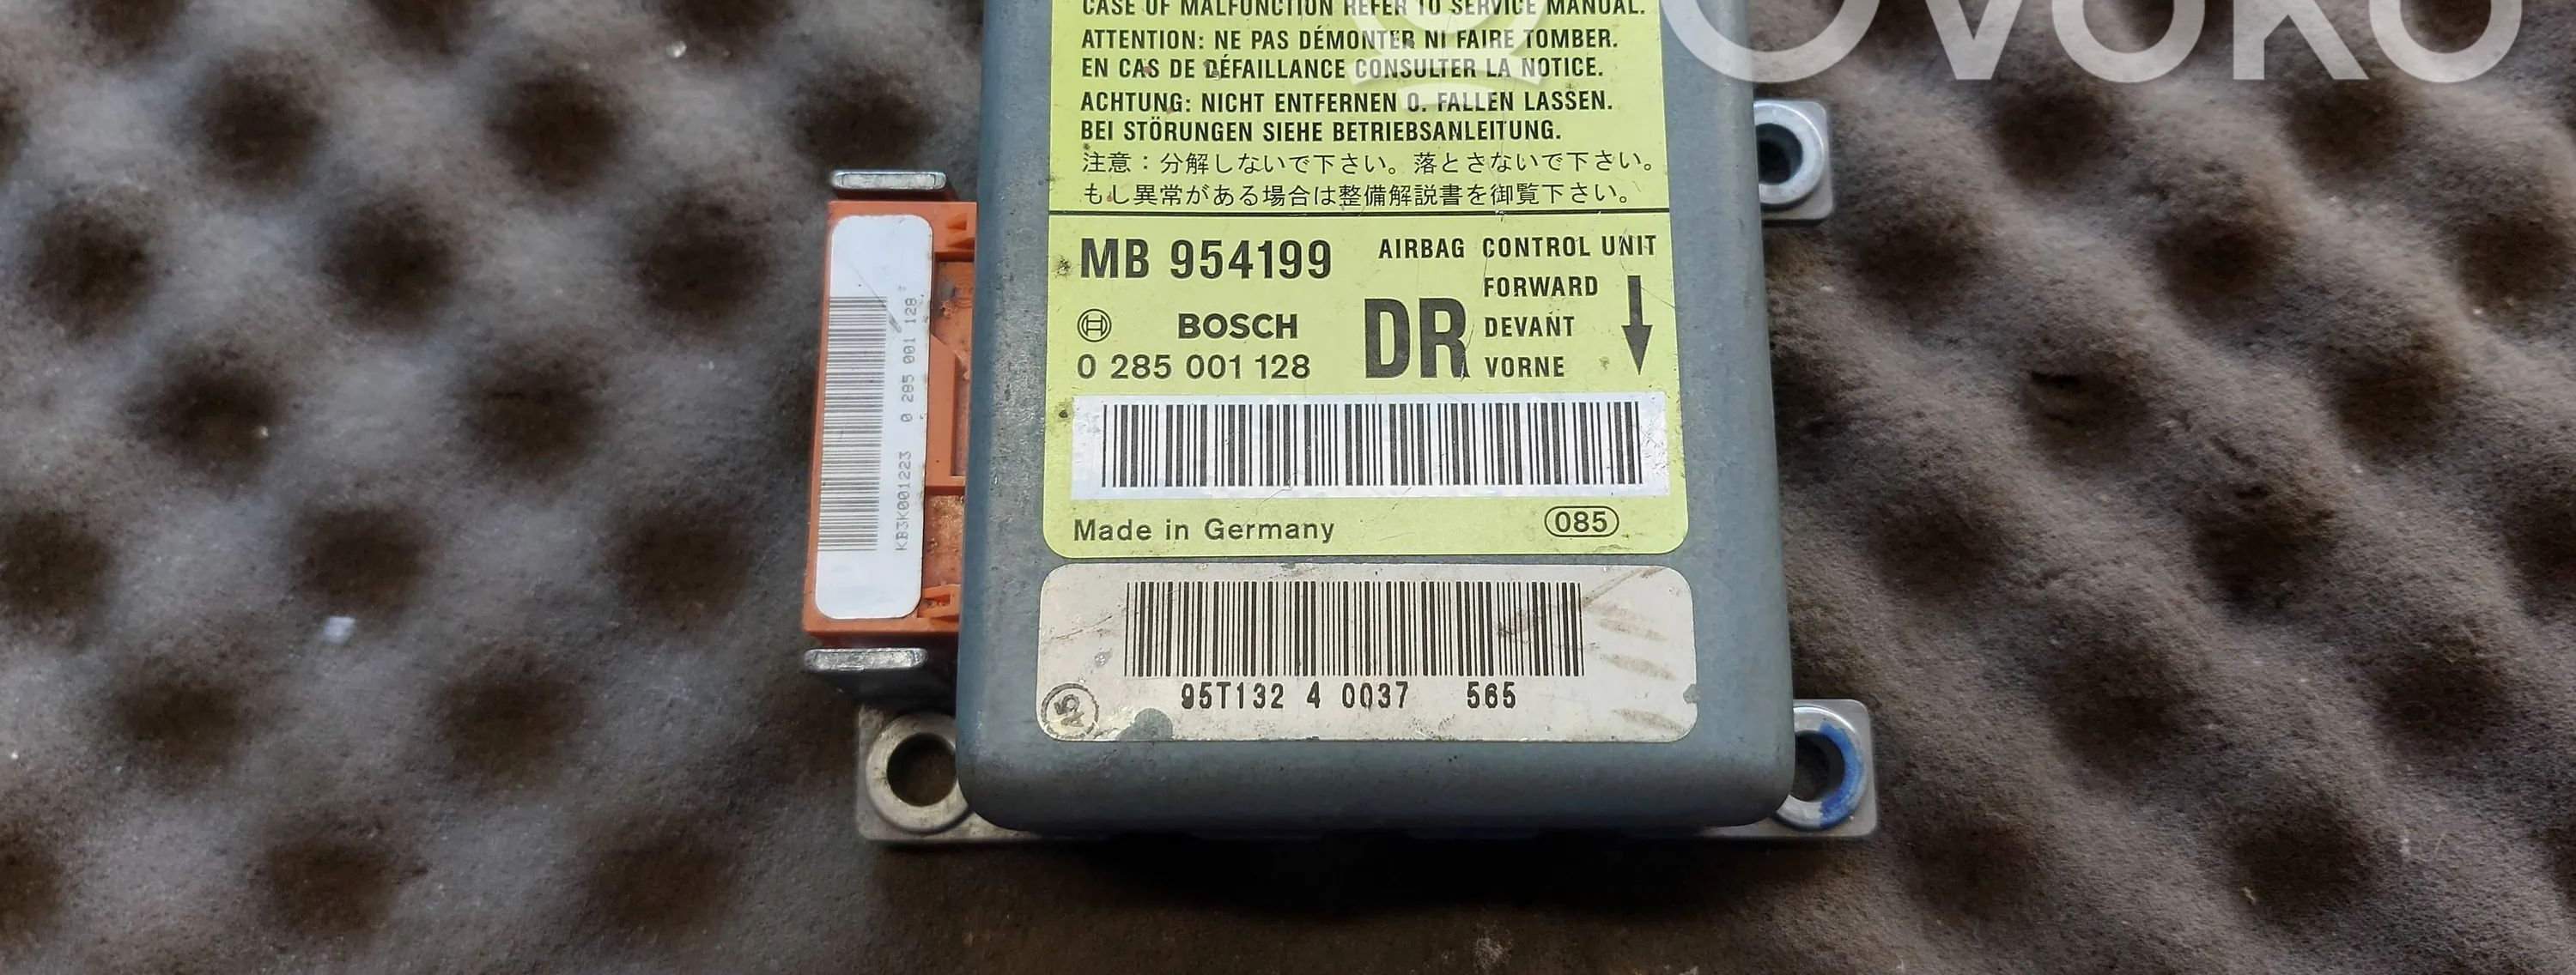 OVOKO
CASE OF MALFUNCTION REFER TO SERVICE MANUAL.
ATTENTION: NE PAS DÉMONTER NI FAIRE TOMBER.
EN CAS DE DÉFAILLANCE CONSULTER LA NOTICE.
ACHTUNG: NICHT ENTFERNEN O. FALLEN LASSEN.
BEI STÖRUNGEN SIEHE BETRIEBSANLEITUNG.
注意：分解しないで下さい。落とさないで下さい。
もし異常がある場合は整備解説書を御覧下さい。
MB 954199
AIRBAG CONTROL UNIT
FORWARD
BOSCH
DR
DEVANT
0 285 001 128
VORNE
Made in Germany
085
95T132 4 0037 565
45
KB3K001223 0 285 001 128